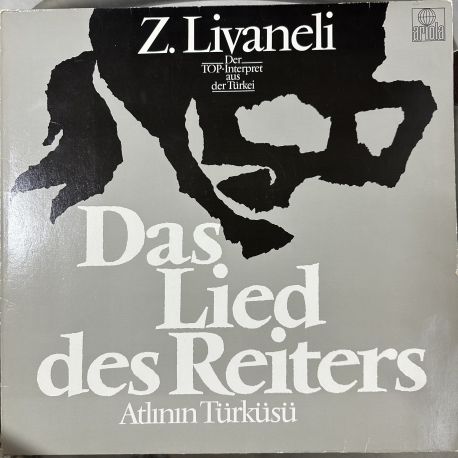 Z. Livaneli
Der
TOP-Interpret
aus
der Türkei
ariola
Das
Lied
des Reiters
Atlının Türküsü